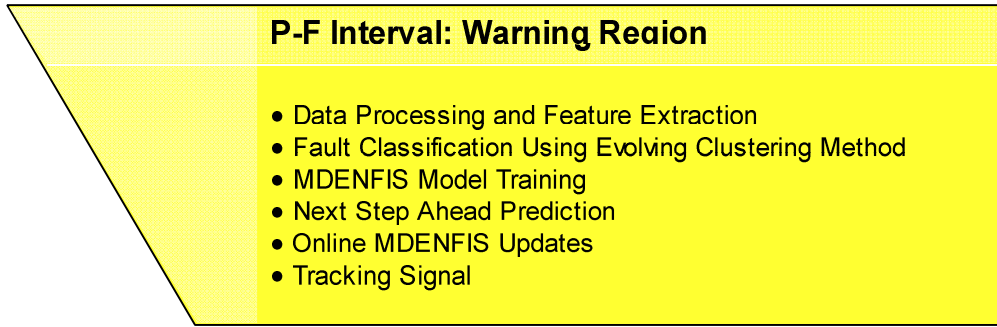 P-F Interval: Warning Region
● Data Processing and Feature Extraction
● Fault Classification Using Evolving Clustering Method
● MDENFIS Model Training
● Next Step Ahead Prediction
● Online MDENFIS Updates
● Tracking Signal